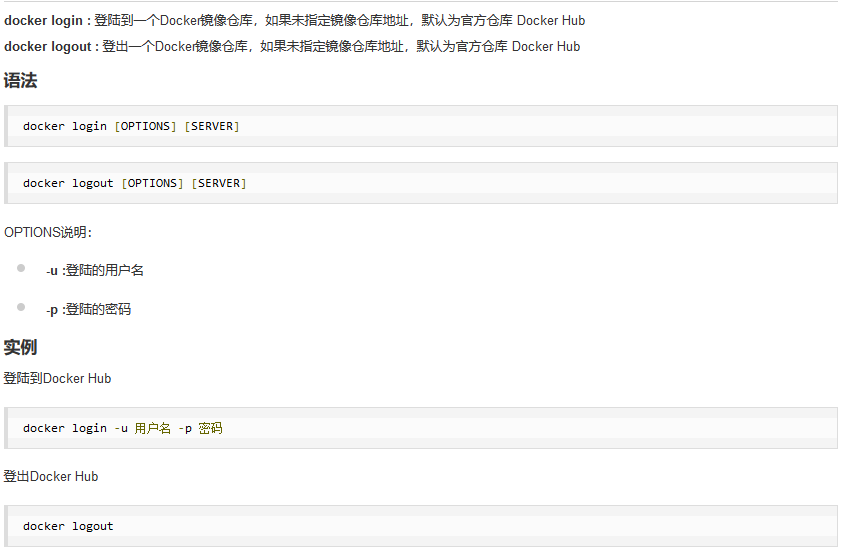 docker login : 登陆到一个Docker镜像仓库，如果未指定镜像仓库地址，默认为官方仓库 Docker Hub
docker logout : 登出一个Docker镜像仓库，如果未指定镜像仓库地址，默认为官方仓库 Docker Hub
语法
docker login [OPTIONS] [SERVER]
docker logout [OPTIONS] [SERVER]
OPTIONS说明：
-u :登陆的用户名
-p :登陆的密码
实例
登陆到Docker Hub
docker login -u 用户名 -p 密码
登出Docker Hub
docker logout